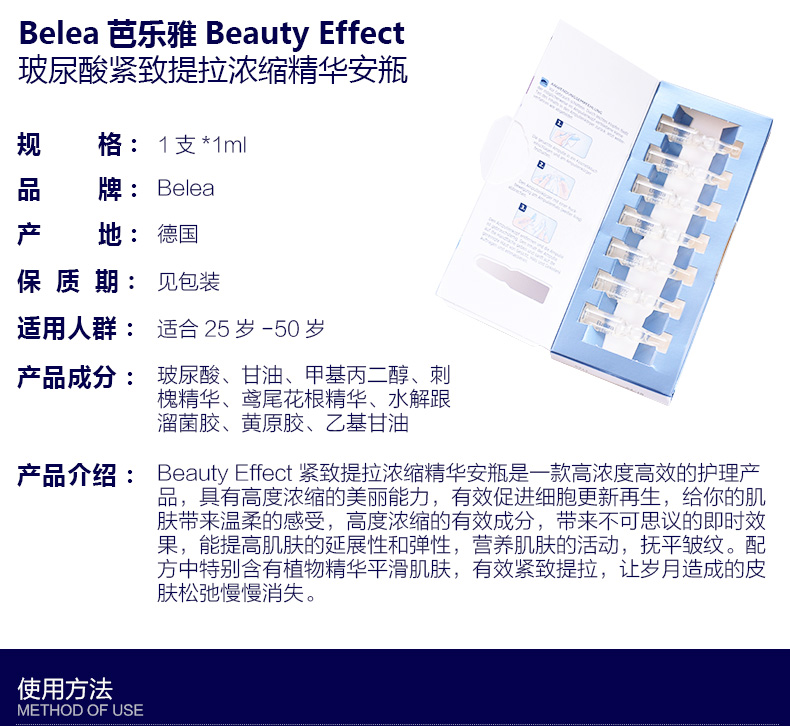 Belea 芭乐雅 Beauty Effect
玻尿酸紧致提拉浓缩精华安瓶
规 格： 1 支 *1ml
品 牌： Belea
产 地： 德国
保 质 期： 见包装
适用人群： 适合 25 岁 -50 岁
产品成分： 玻尿酸、甘油、甲基丙二醇、刺
槐精华、鸢尾花根精华、水解跟
溜菌胶、黄原胶、乙基甘油
产品介绍： Beauty Effect 紧致提拉浓缩精华安瓶是一款高浓度高效的护理产
品，具有高度浓缩的美丽能力，有效促进细胞更新再生，给你的肌
肤带来温柔的感受，高度浓缩的有效成分，带来不可思议的即时效
果，能提高肌肤的延展性和弹性，营养肌肤的活动，抚平皱纹。配
方中特别含有植物精华平滑肌肤，有效紧致提拉，让岁月造成的皮
肤松弛慢慢消失。
使用方法
METHOD OF USE